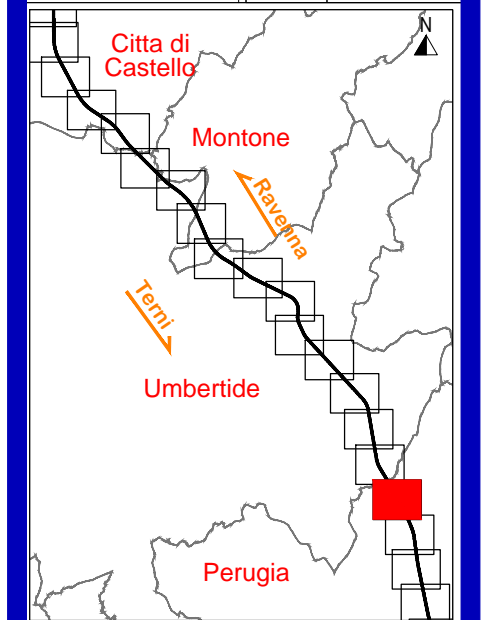 N
Citta di
Castello
Montone
Ravenna
Terni
Umbertide
Perugia